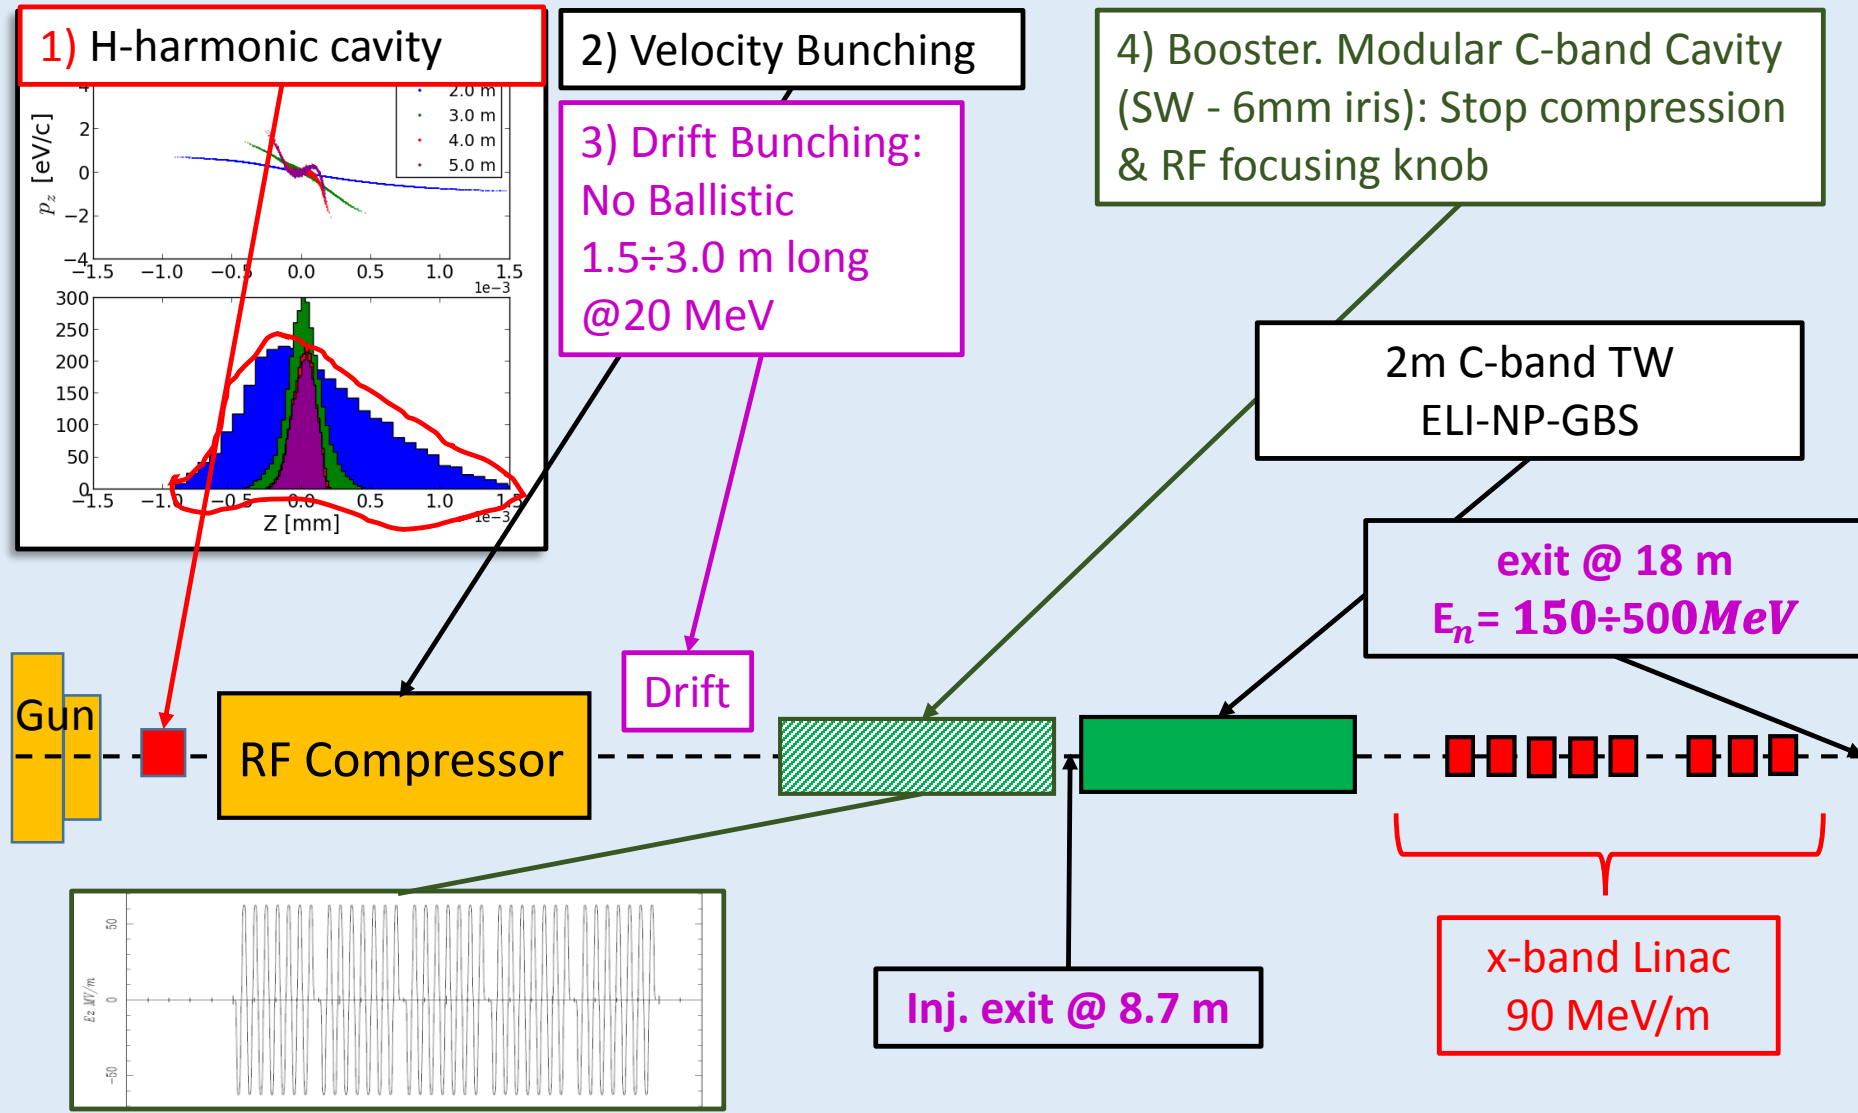 1) H-harmonic cavity
2) Velocity Bunching
4) Booster. Modular C-band Cavity
(SW - 6mm iris): Stop compression
& RF focusing knob
3) Drift Bunching:
No Ballistic
1.5÷3.0 m long
@20 MeV
4
2
0
−2
−4
p_z [eV/c]
2.0 m
3.0 m
4.0 m
5.0 m
−1.5 −1.0 −0.5 0.0 0.5 1.0 1.5
1e−3
300
250
200
150
100
50
0
−1.5 −1.0 −0.5 0.0 0.5 1.0 1.5
1e−3
Z [mm]
2m C-band TW
ELI-NP-GBS
exit @ 18 m
E_n= 150÷500MeV
Gun
RF Compressor
Drift
50
0
−50
Ez MV/m
Inj. exit @ 8.7 m
x-band Linac
90 MeV/m